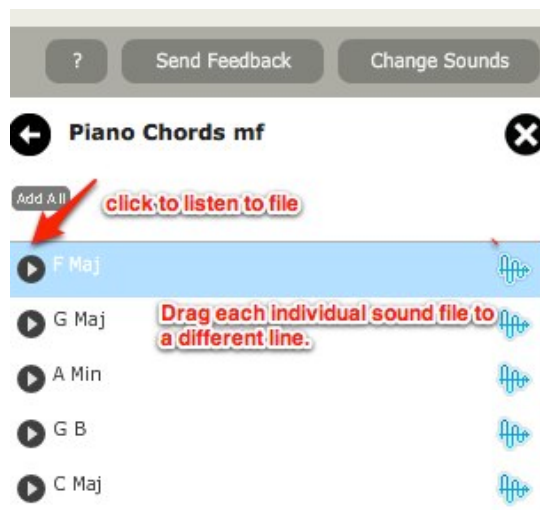 ? Send Feedback Change Sounds
Piano Chords mf
Add All
click to listen to file
F Maj
G Maj
Drag each individual sound file to
a different line.
A Min
G B
C Maj